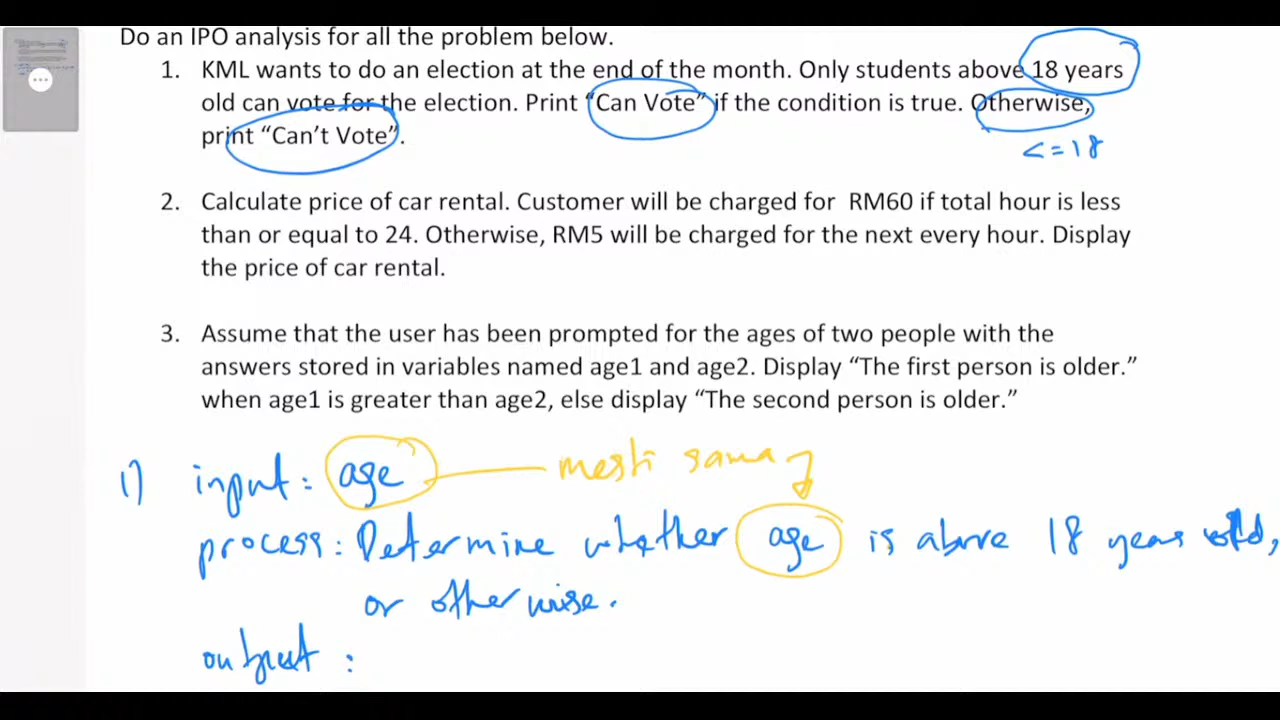 Do an IPO analysis for all the problem below.
1. KML wants to do an election at the end of the month. Only students above 18 years
old can vote for the election. Print “Can Vote” if the condition is true. Otherwise,
print “Can’t Vote”.
<=18
2. Calculate price of car rental. Customer will be charged for RM60 if total hour is less
than or equal to 24. Otherwise, RM5 will be charged for the next every hour. Display
the price of car rental.
3. Assume that the user has been prompted for the ages of two people with the
answers stored in variables named age1 and age2. Display “The first person is older.”
when age1 is greater than age2, else display “The second person is older.”
1) input: age mesti sama
process: Determine whether age is above 18 years old,
or otherwise.
output: